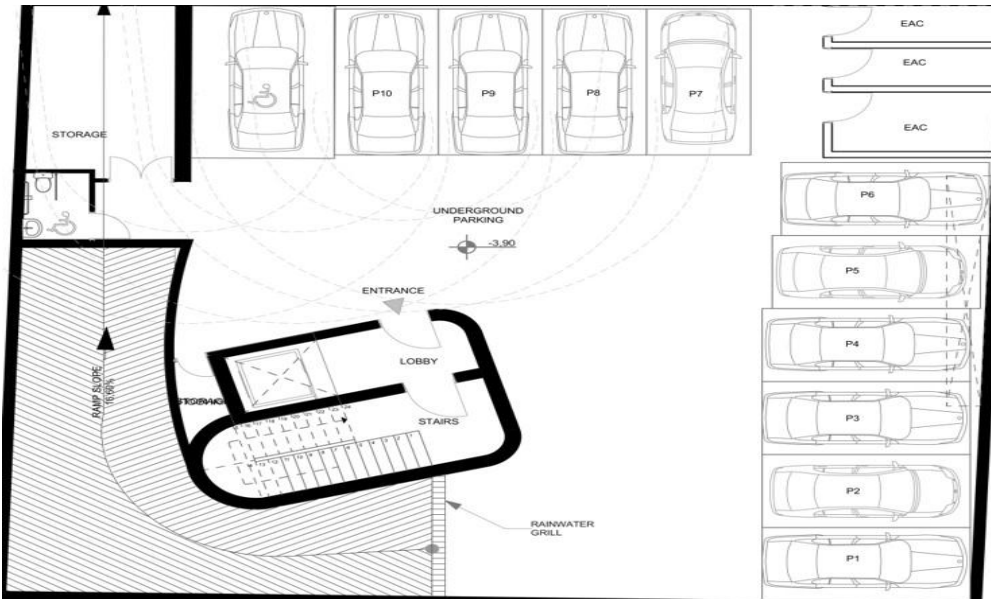 EAC
EAC
EAC
P10
P9
P8
P7
STORAGE
P6
UNDERGROUND
PARKING
-3,90
P5
ENTRANCE
P4
LOBBY
RAMP SLOPE
P3
STAIRS
P2
RAINWATER
GRILL
P1